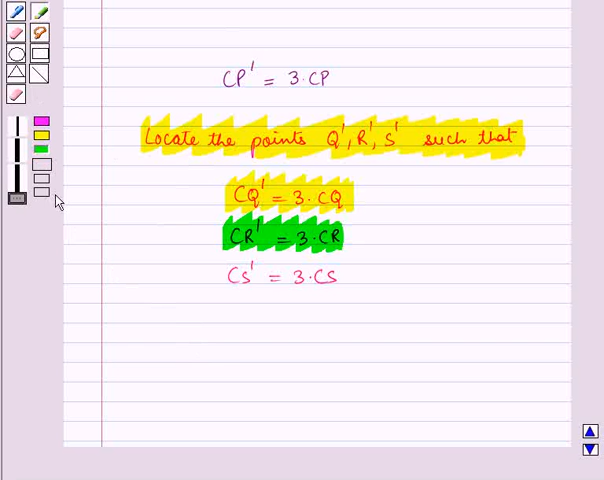 CP' = 3·CP
Locate the points Q', R', S' such that
CQ' = 3·CQ
CR' = 3·CR
CS' = 3·CS